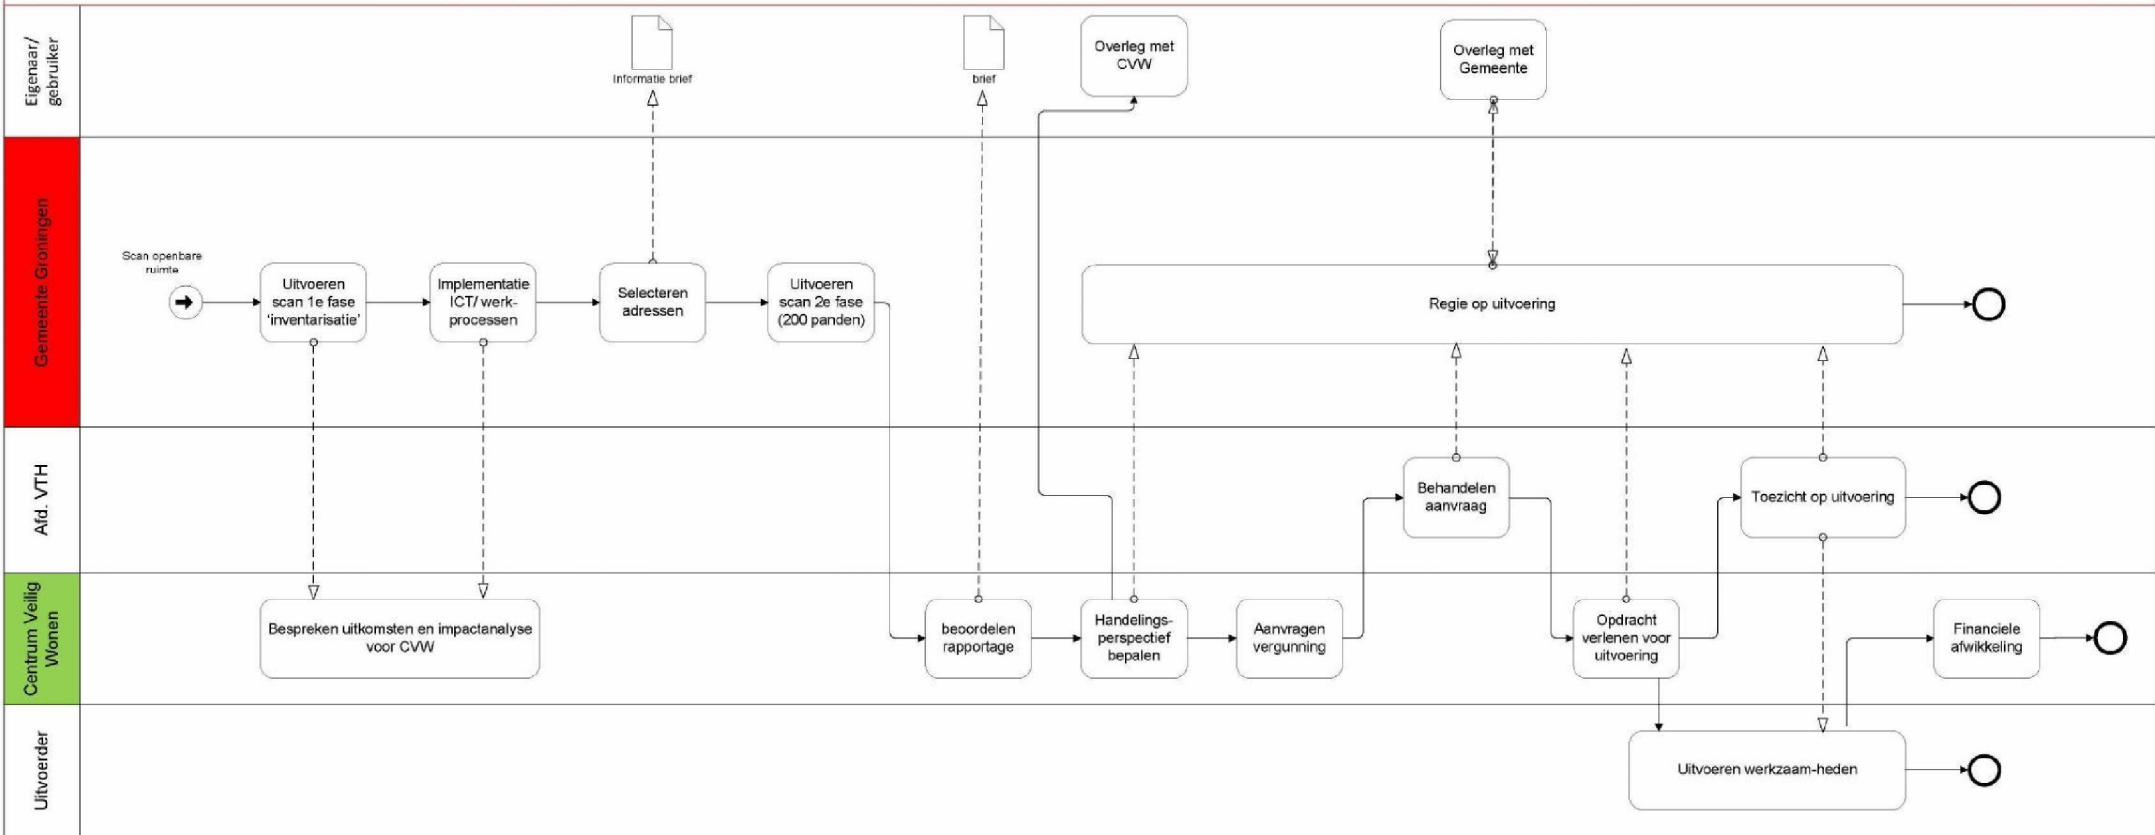 Eigenaar/
gebruiker
Informatie brief
brief
Overleg met
CVW
Overleg met
Gemeente
Gemeente Groningen
Scan openbare
ruimte
Uitvoeren
scan 1e fase
'inventarisatie'
Implementatie
ICT/ werk-
processen
Selecteren
adressen
Uitvoeren
scan 2e fase
(200 panden)
Regie op uitvoering
Afd. VTH
Behandelen
aanvraag
Toezicht op uitvoering
Centrum Veilig
Wonen
Bespreken uitkomsten en impactanalyse
voor CVW
beoordelen
rapportage
Handelings-
perspectief
bepalen
Aanvragen
vergunning
Opdracht
verlenen voor
uitvoering
Financiele
afwikkeling
Uitvoerder
Uitvoeren werkzaam-heden